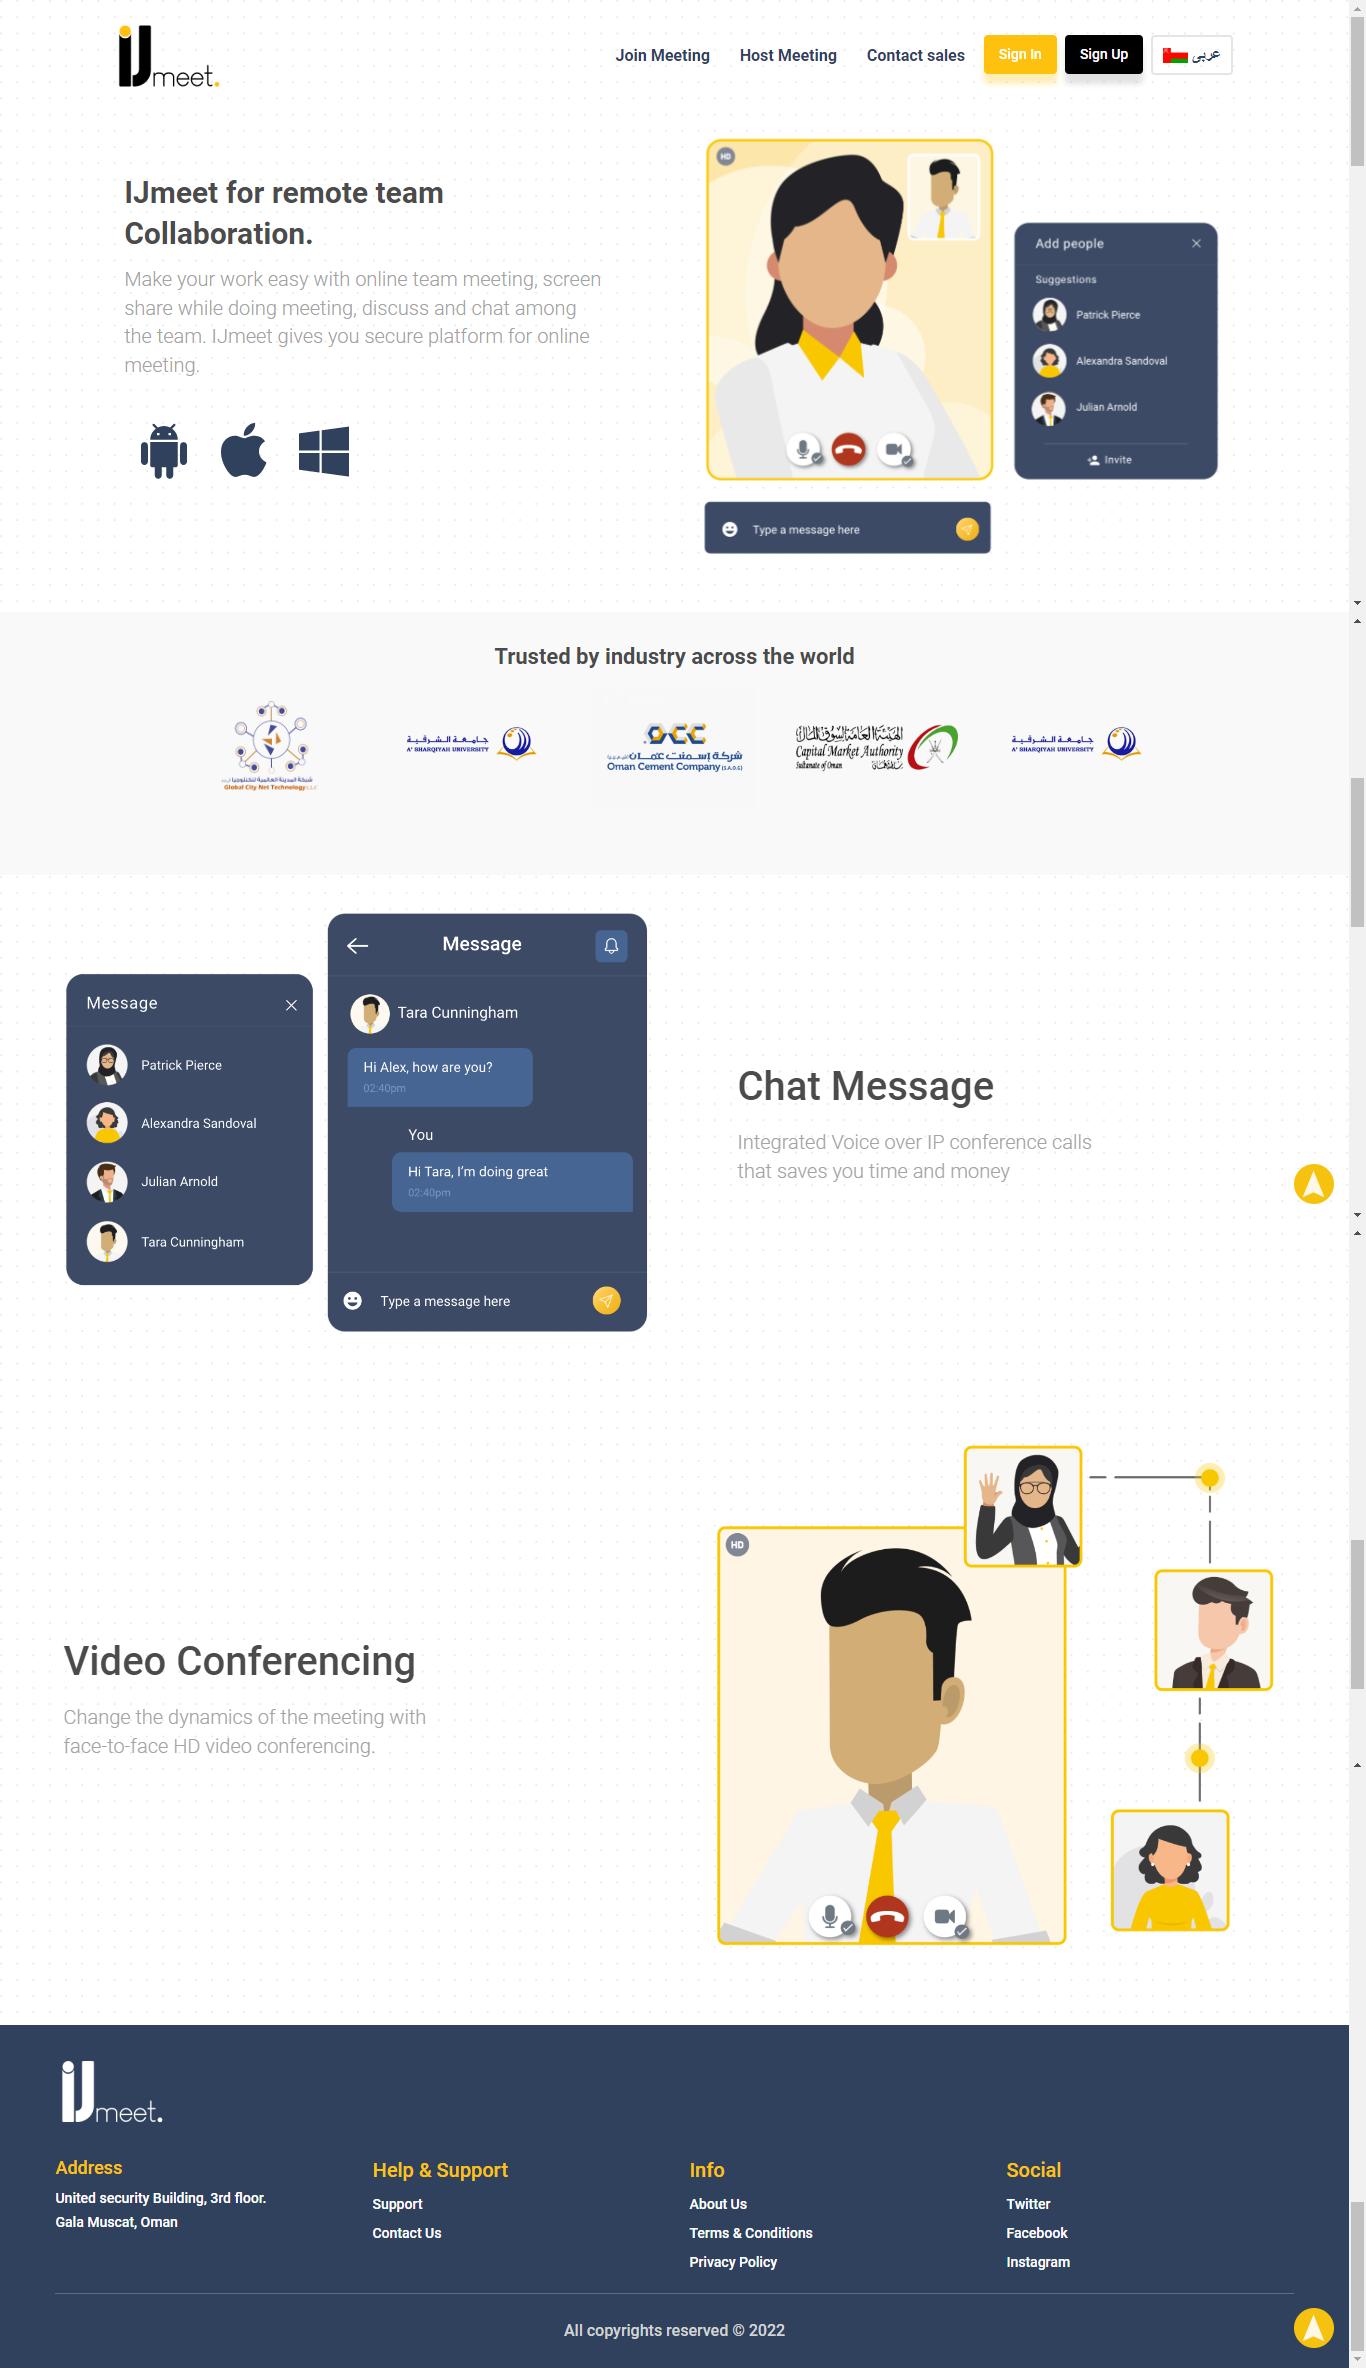 IJmeet.
Join Meeting
Host Meeting
Contact sales
Sign In
Sign Up
عربى
IJmeet for remote team
Collaboration.
Make your work easy with online team meeting, screen
share while doing meeting, discuss and chat among
the team. IJmeet gives you secure platform for online
meeting.
HD
Add people
Suggestions
Patrick Pierce
Alexandra Sandoval
Julian Arnold
Invite
Type a message here
Trusted by industry across the world
شبكة المدينة العالمية لتكنلوجيا
Global City Net Technology
جامعة الشرقية
A' SHARQIYAH UNIVERSITY
OCC
شركة إسمنت عمان
Oman Cement Company (S.A.O.G)
الهيئة العامة لسوق المال
Capital Market Authority
Sultanate of Oman
سلطنة عمان
جامعة الشرقية
A' SHARQIYAH UNIVERSITY
Message
Patrick Pierce
Alexandra Sandoval
Julian Arnold
Tara Cunningham
Message
Tara Cunningham
Hi Alex, how are you?
02:40pm
You
Hi Tara, I'm doing great
02:40pm
Type a message here
Chat Message
Integrated Voice over IP conference calls
that saves you time and money
Video Conferencing
Change the dynamics of the meeting with
face-to-face HD video conferencing.
HD
IJmeet.
Address
United security Building, 3rd floor.
Gala Muscat, Oman
Help & Support
Support
Contact Us
Info
About Us
Terms & Conditions
Privacy Policy
Social
Twitter
Facebook
Instagram
All copyrights reserved © 2022